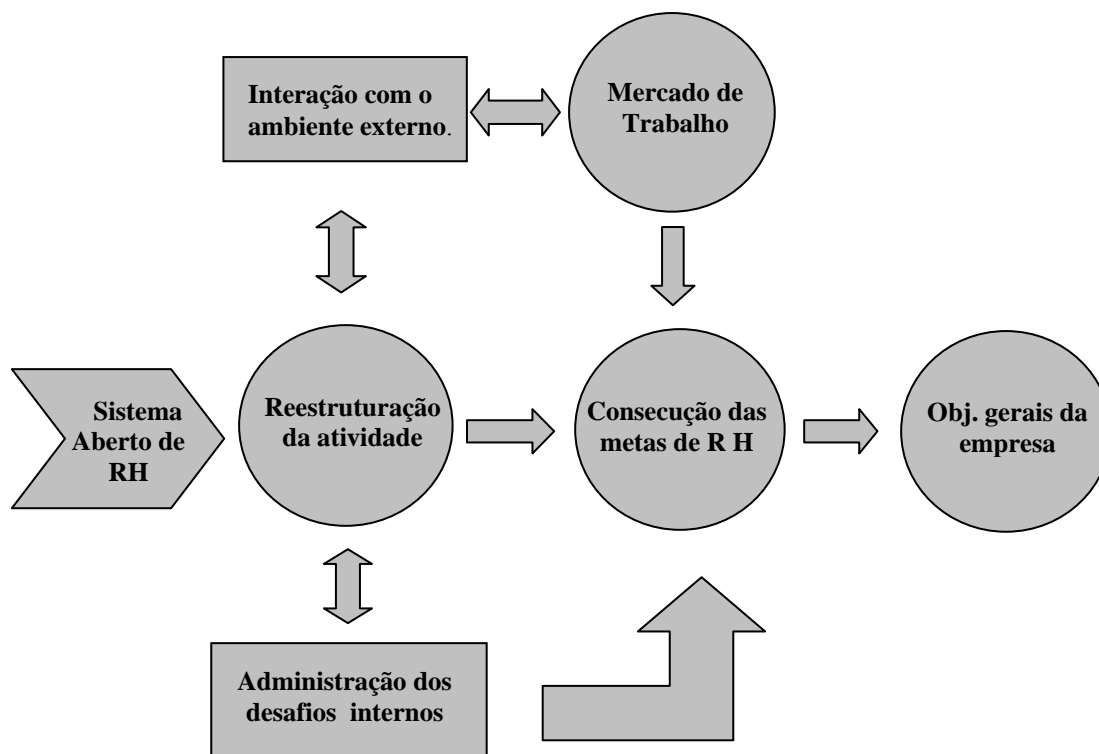 Interação com o
ambiente externo.
Mercado de
Trabalho
Sistema
Aberto de
RH
Reestruturação
da atividade
Consecução das
metas de R H
Obj. gerais da
empresa
Administração dos
desafios internos